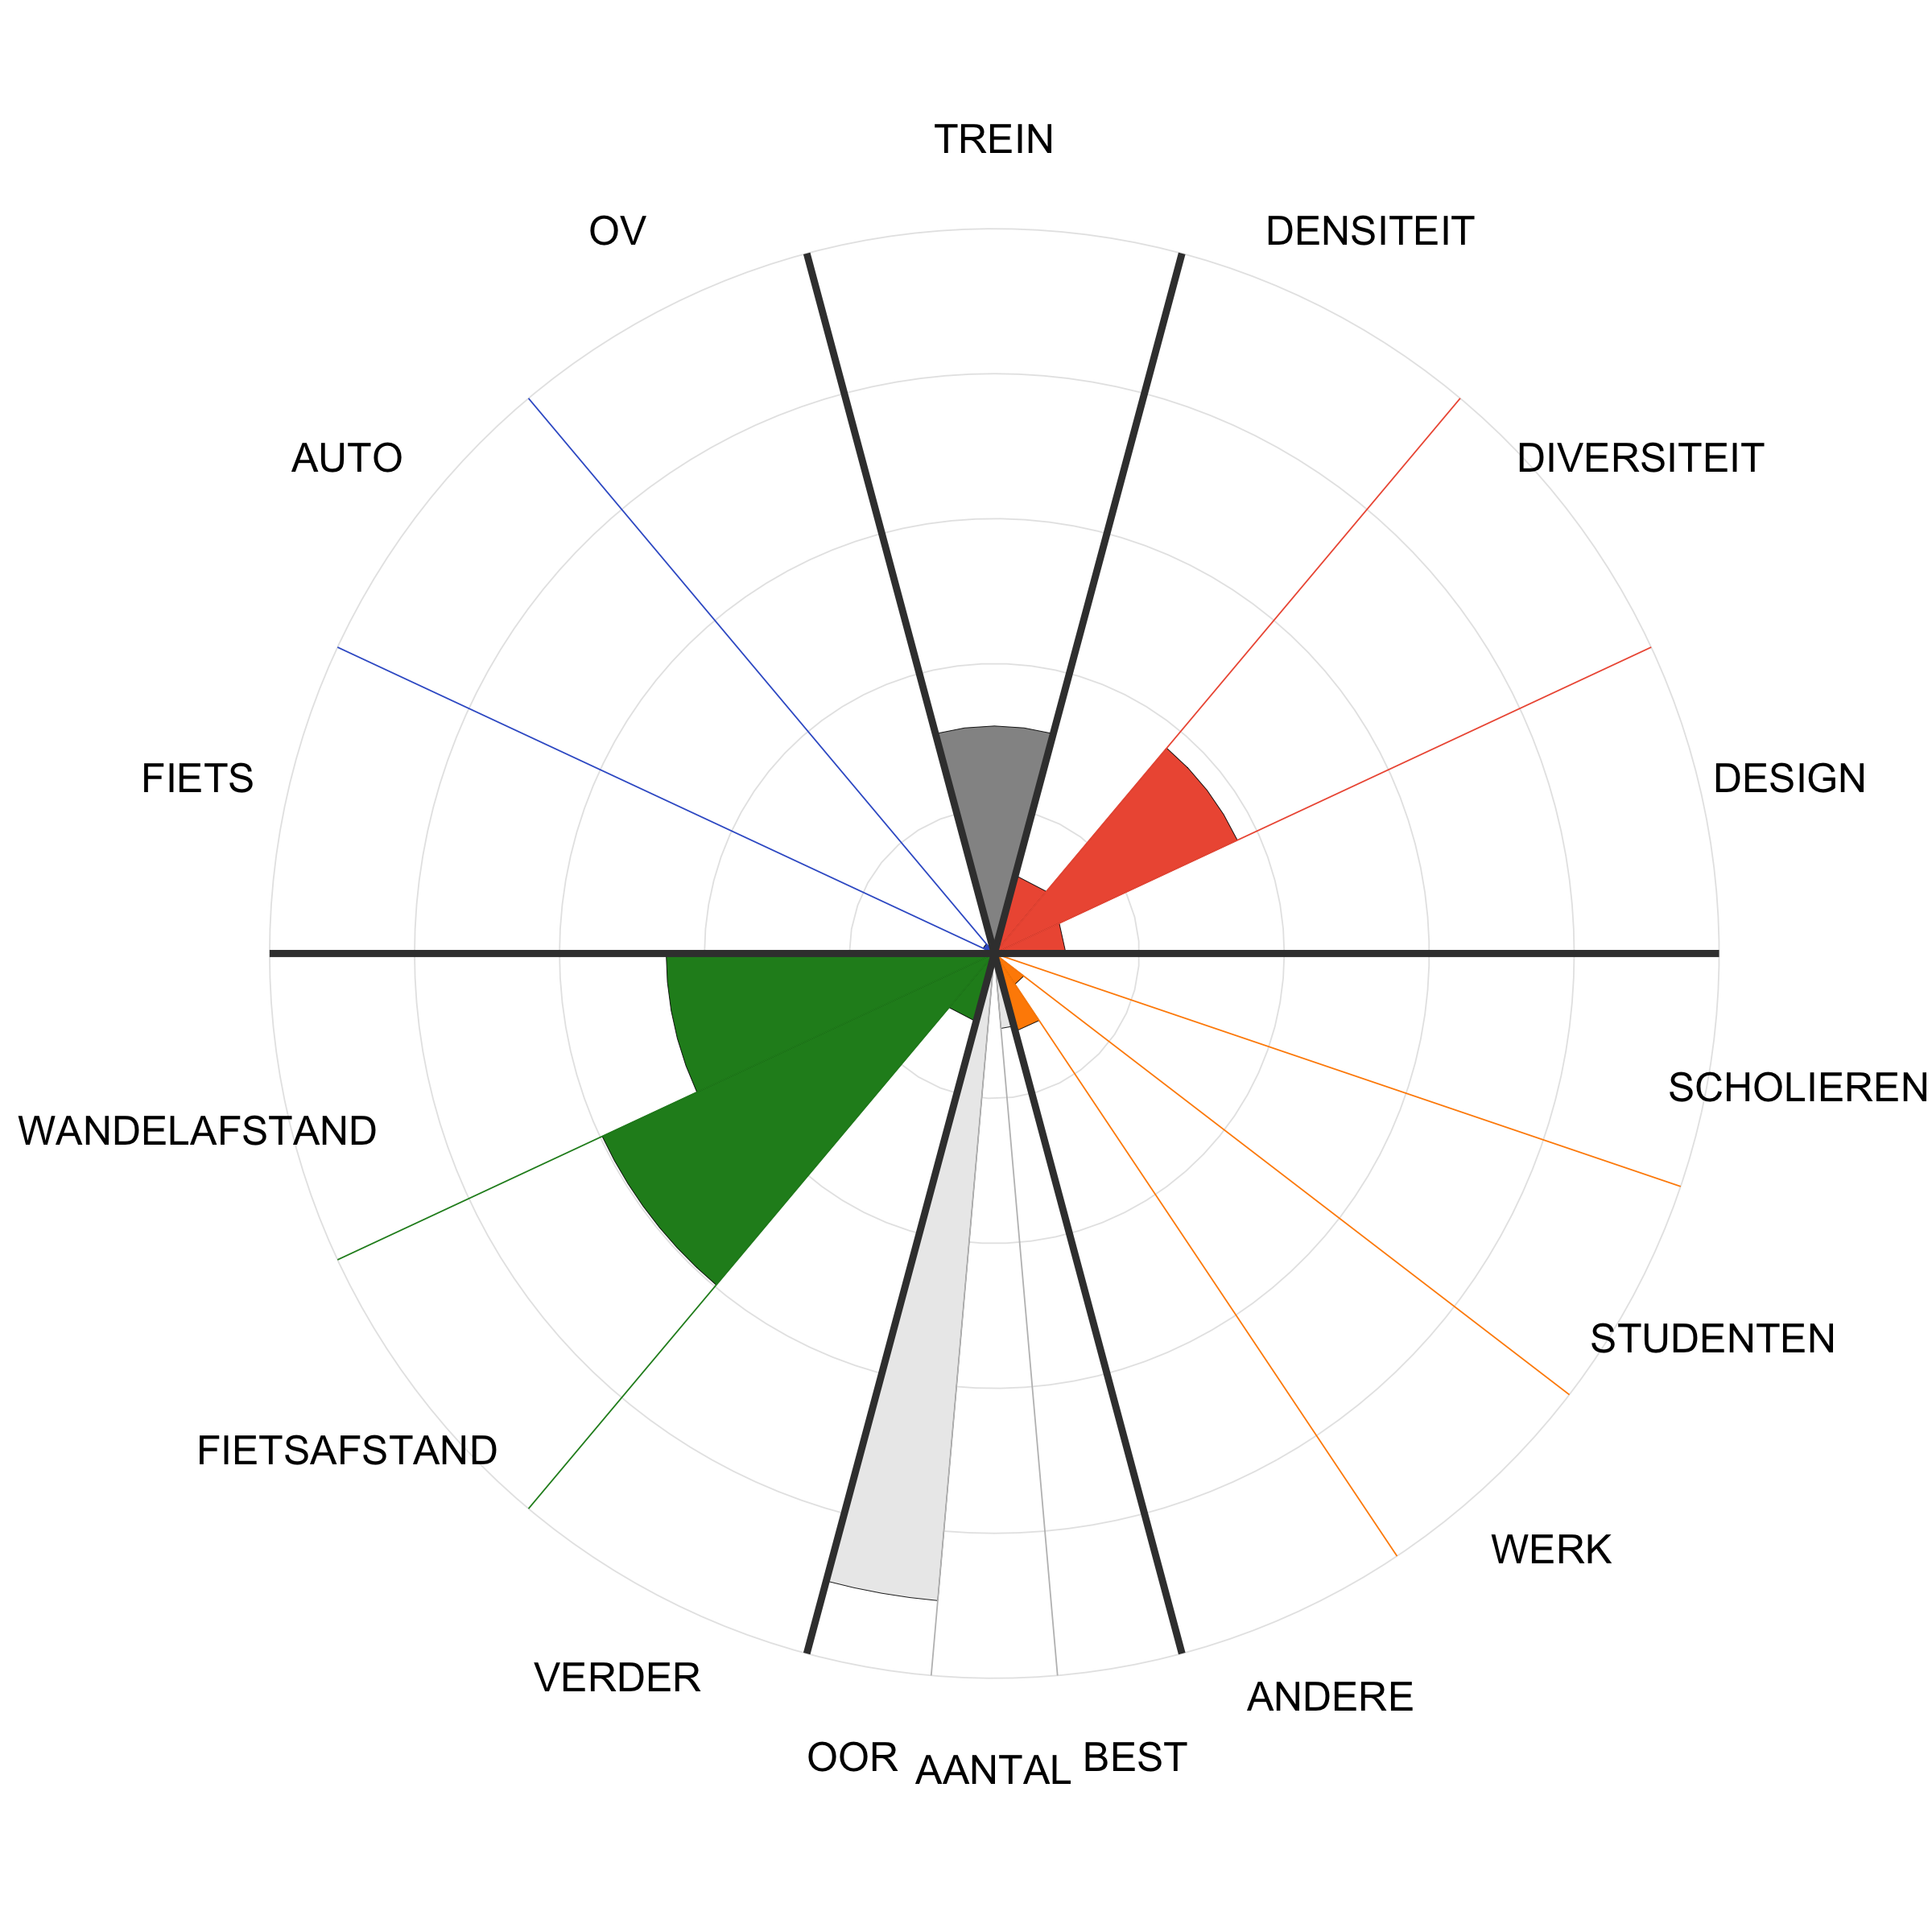 TREIN
OV
DENSITEIT
AUTO
DIVERSITEIT
FIETS
DESIGN
SCHOLIEREN
WANDELAFSTAND
STUDENTEN
FIETSAFSTAND
WERK
VERDER
ANDERE
OOR
AANTAL
BEST